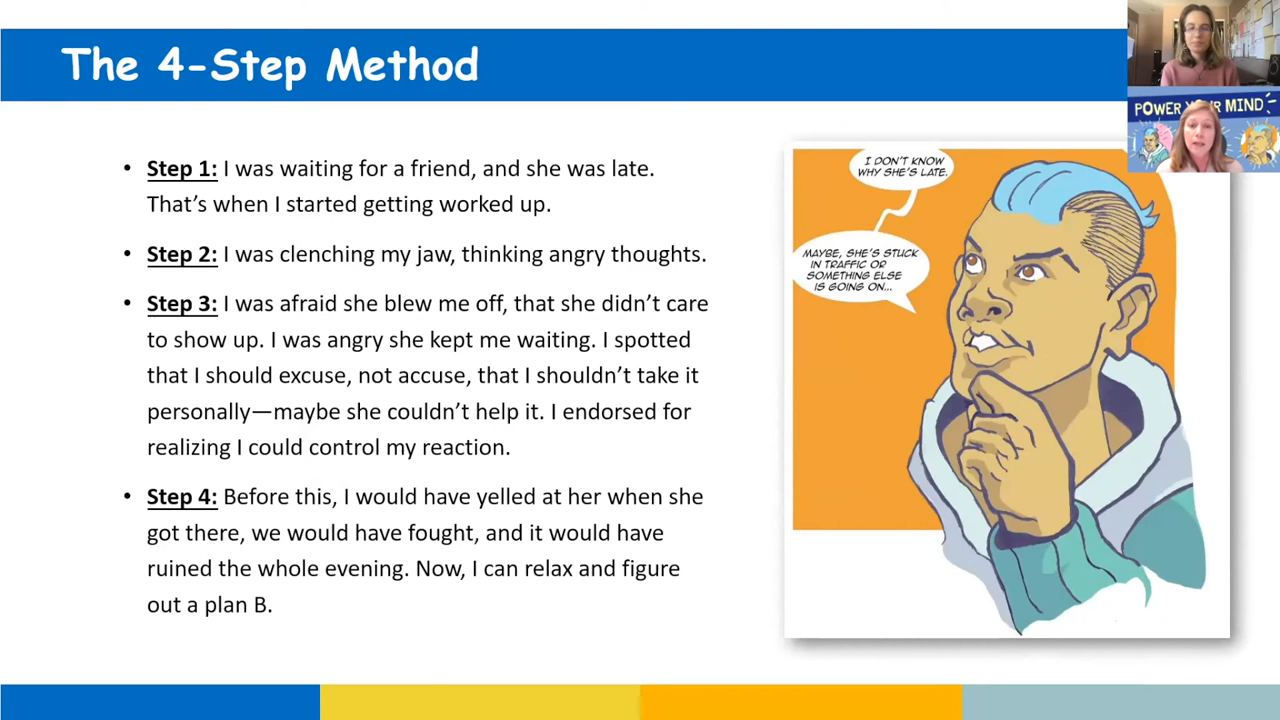 The 4-Step Method
POWER YOUR MIND
• Step 1: I was waiting for a friend, and she was late.
That’s when I started getting worked up.
• Step 2: I was clenching my jaw, thinking angry thoughts.
• Step 3: I was afraid she blew me off, that she didn’t care
to show up. I was angry she kept me waiting. I spotted
that I should excuse, not accuse, that I shouldn’t take it
personally—maybe she couldn’t help it. I endorsed for
realizing I could control my reaction.
• Step 4: Before this, I would have yelled at her when she
got there, we would have fought, and it would have
ruined the whole evening. Now, I can relax and figure
out a plan B.
I DON'T KNOW
WHY SHE'S LATE.
MAYBE, SHE'S STUCK
IN TRAFFIC OR
SOMETHING ELSE
IS GOING ON...